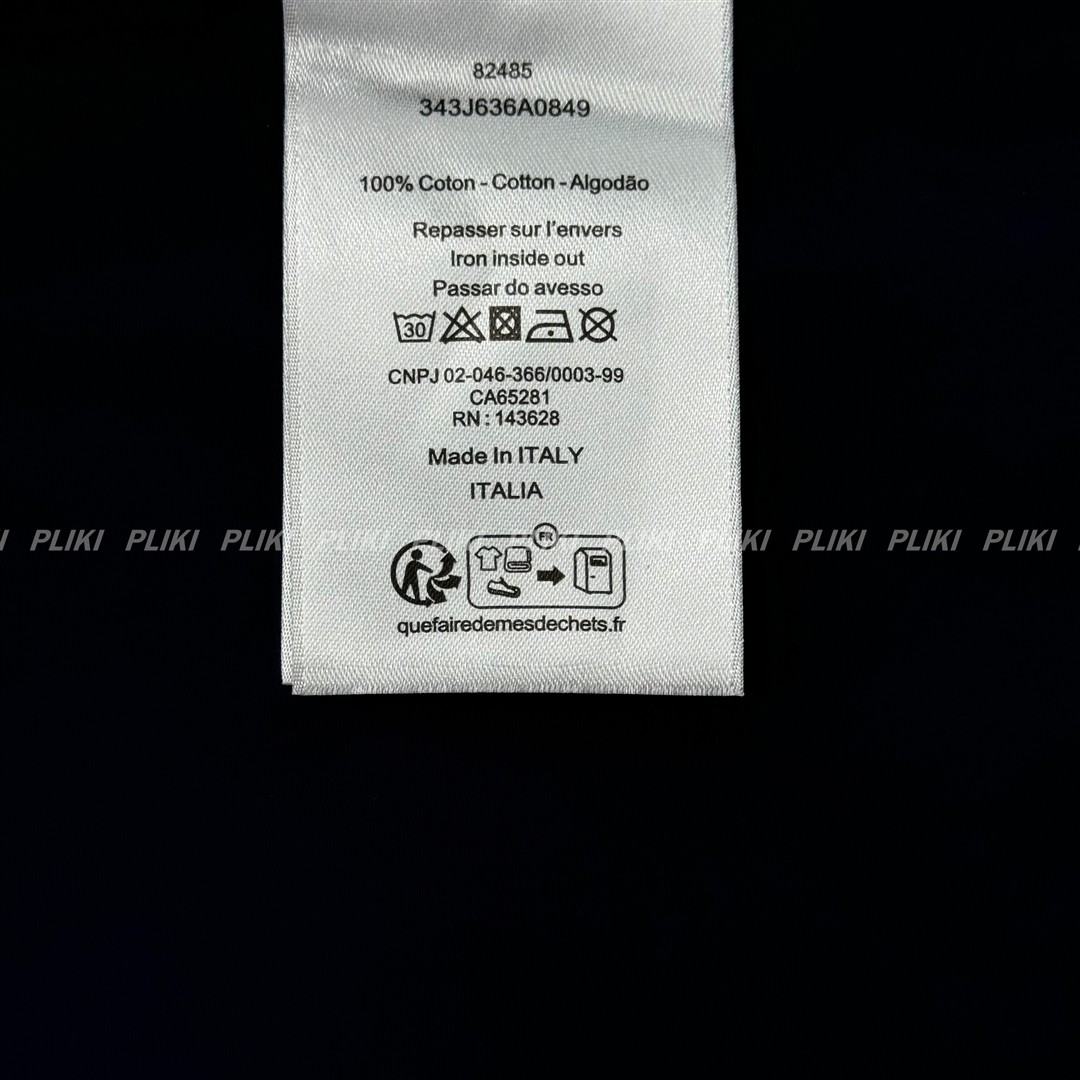 82485
343J636A0849
100% Coton - Cotton - Algodão
Repasser sur l'envers
Iron inside out
Passar do avesso
30
CNPJ 02-046-366/0003-99
CA65281
RN : 143628
Made In ITALY
ITALIA
PLIKI PLIKI PLIKI PLIKI PLIKI PLIKI
FR
quefairedemesdechets.fr